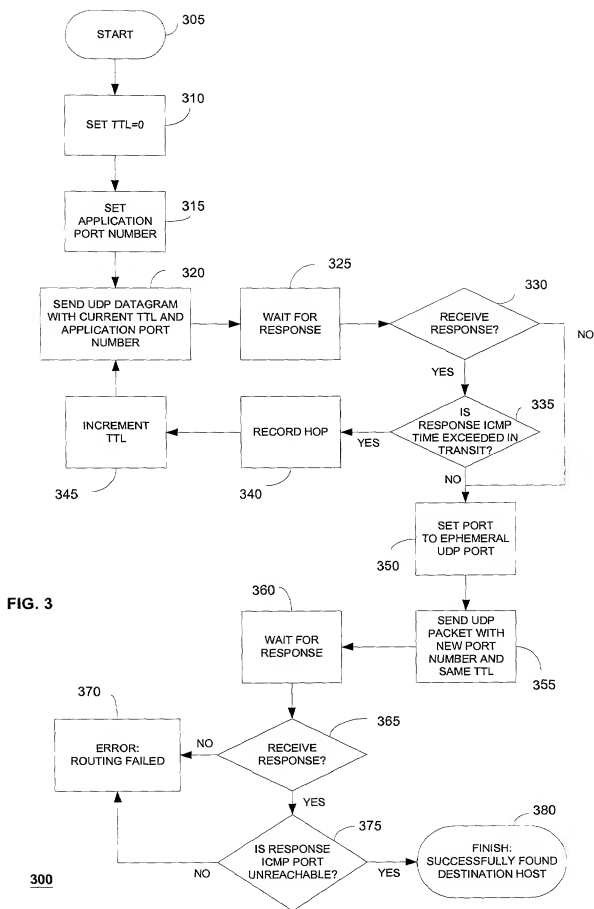 START
305
SET TTL=0
310
SET
APPLICATION
PORT NUMBER
315
SEND UDP DATAGRAM
WITH CURRENT TTL AND
APPLICATION PORT
NUMBER
320
WAIT FOR
RESPONSE
325
RECEIVE
RESPONSE?
330
NO
YES
IS
RESPONSE ICMP
TIME EXCEEDED IN
TRANSIT?
335
YES
NO
RECORD HOP
340
INCREMENT
TTL
345
SET PORT
TO EPHEMERAL
UDP PORT
350
FIG. 3
SEND UDP
PACKET WITH
NEW PORT
NUMBER AND
SAME TTL
355
360
WAIT FOR
RESPONSE
365
RECEIVE
RESPONSE?
NO
YES
370
ERROR:
ROUTING FAILED
375
IS RESPONSE
ICMP PORT
UNREACHABLE?
NO
YES
380
FINISH:
SUCCESSFULLY FOUND
DESTINATION HOST
300